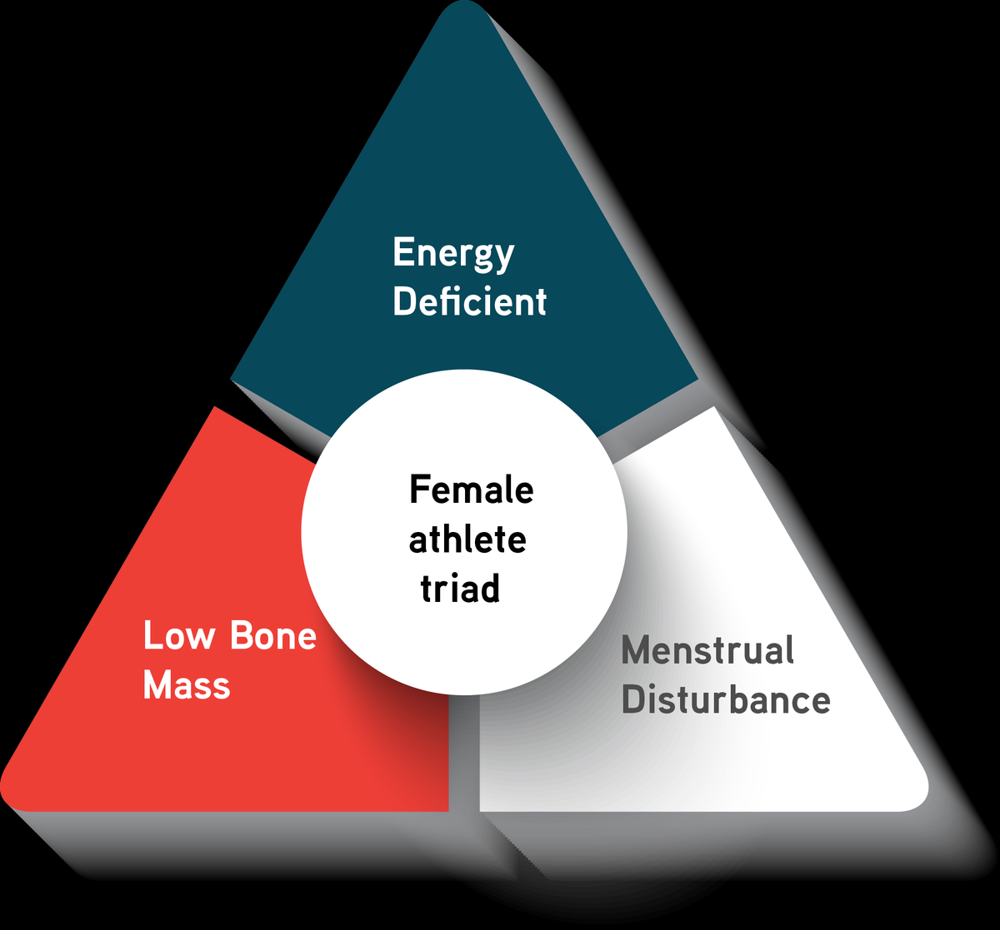 Energy
Deficient
Female
athlete
triad
Low Bone
Mass
Menstrual
Disturbance